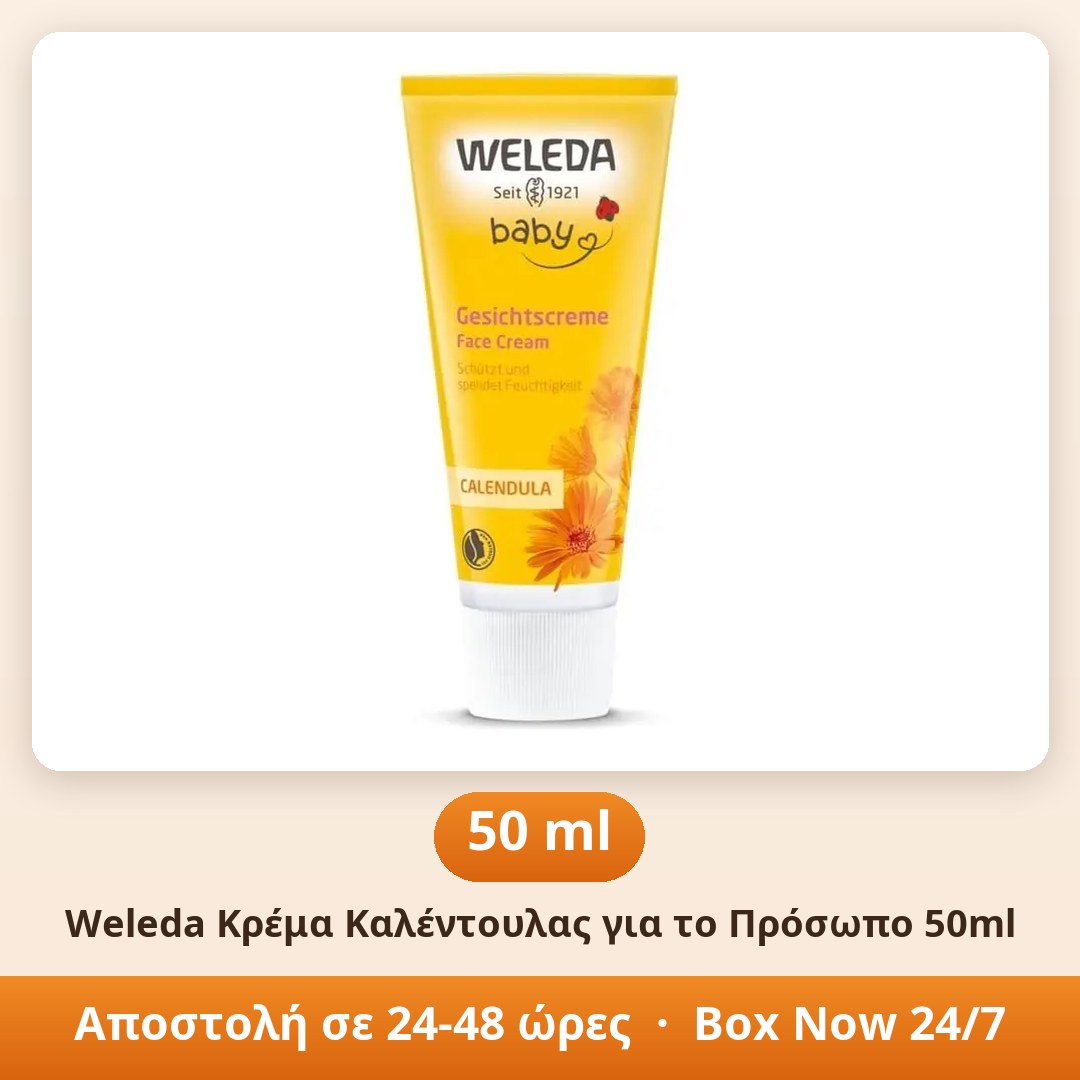 WELEDA
Seit 1921
baby
Gesichtscreme
Face Cream
Schützt und
spendet Feuchtigkeit
CALENDULA
50 ml
Weleda Κρέμα Καλέντουλας για το Πρόσωπο 50ml
Αποστολή σε 24-48 ώρες · Box Now 24/7